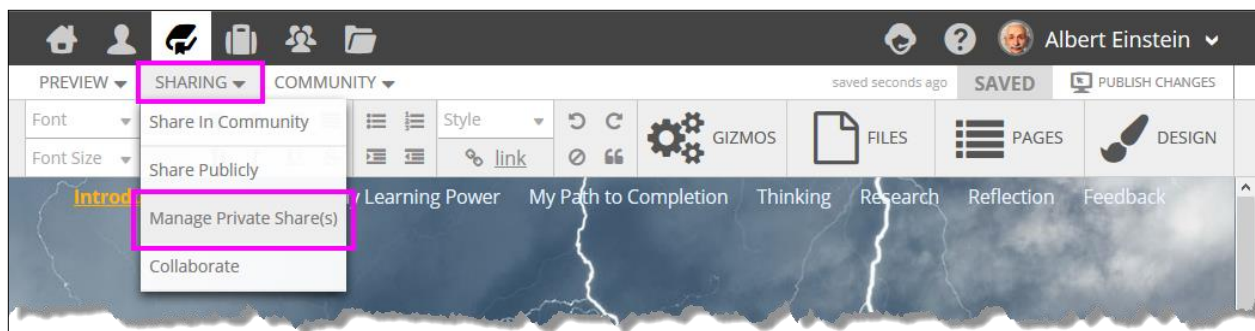 Albert Einstein
PREVIEW SHARING COMMUNITY saved seconds ago SAVED PUBLISH CHANGES
Font Style
Font Size link
GIZMOS FILES PAGES DESIGN
Share In Community
Share Publicly
Manage Private Share(s)
Collaborate
Learning Power My Path to Completion Thinking Research Reflection Feedback